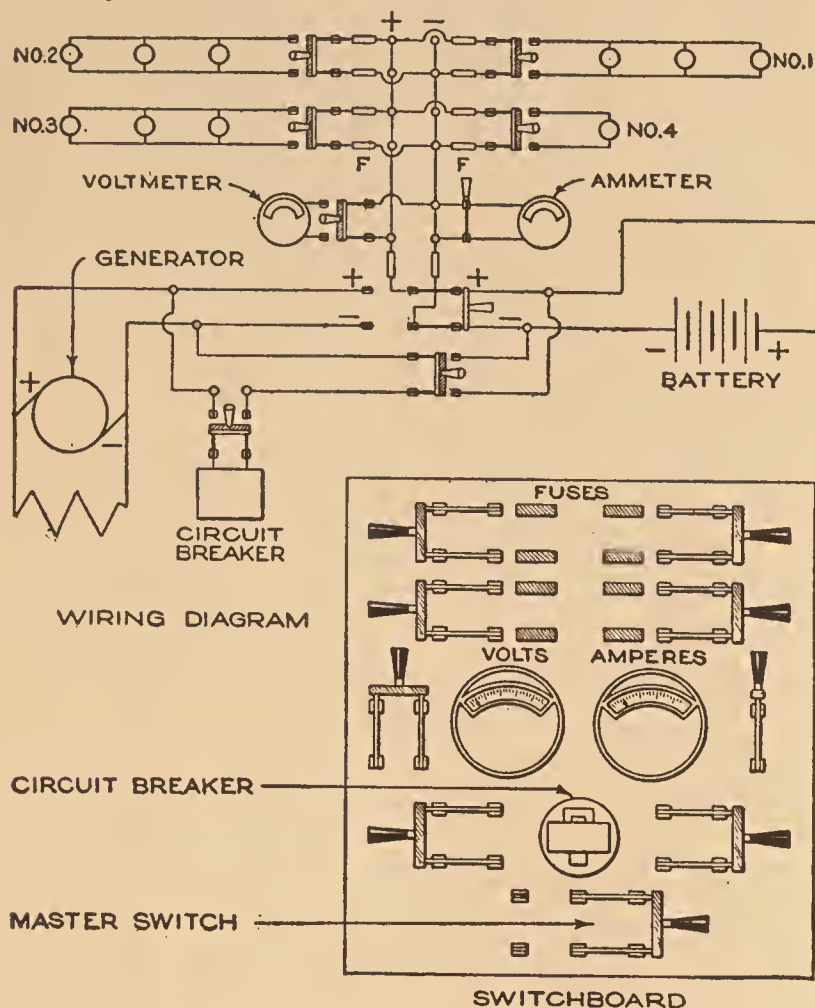 + −
NO.2
NO.1
NO.3
NO.4
F F
VOLTMETER
AMMETER
GENERATOR
+ +
− −
− +
BATTERY
+
−
CIRCUIT
BREAKER
FUSES
WIRING DIAGRAM
VOLTS AMPERES
CIRCUIT BREAKER
MASTER SWITCH
SWITCHBOARD